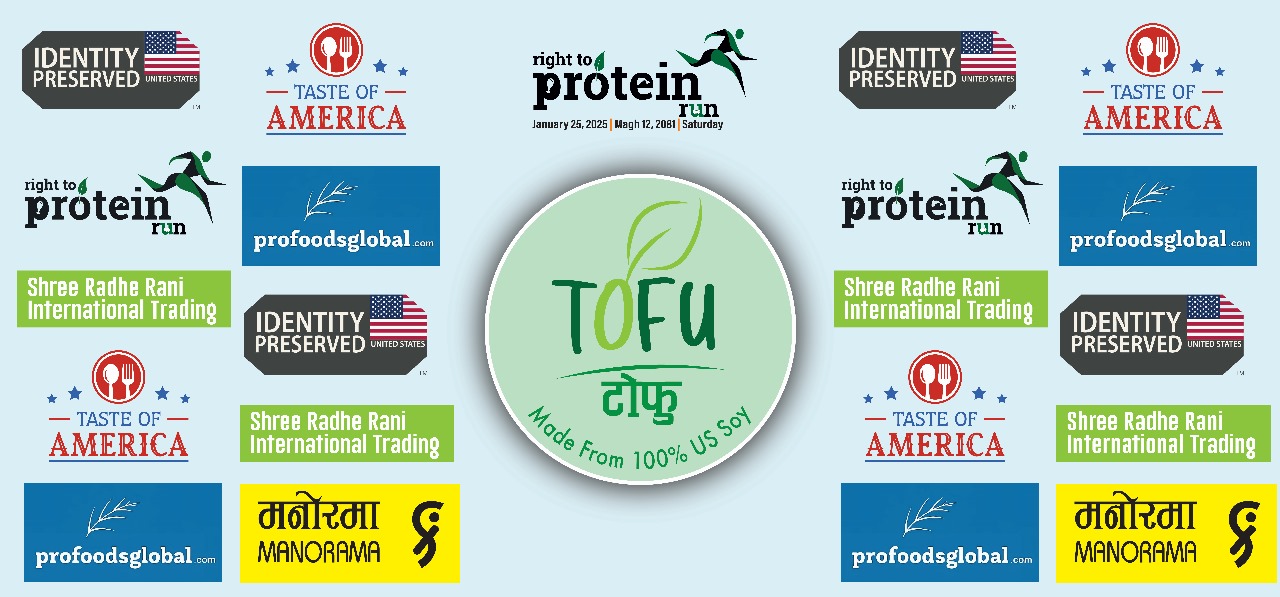 IDENTITY
PRESERVED
UNITED STATES
TM
TASTE OF
AMERICA
right to
protein
run
profoodsglobal.com
Shree Radhe Rani
International Trading
IDENTITY
PRESERVED
UNITED STATES
TM
TASTE OF
AMERICA
Shree Radhe Rani
International Trading
profoodsglobal.com
मनोरमा
MANORAMA
right to
protein
run
January 25, 2025 | Magh 12, 2081 | Saturday
TOFU
टोफु
Made From 100% US Soy
IDENTITY
PRESERVED
UNITED STATES
TM
TASTE OF
AMERICA
right to
protein
run
profoodsglobal.com
Shree Radhe Rani
International Trading
IDENTITY
PRESERVED
UNITED STATES
TM
TASTE OF
AMERICA
Shree Radhe Rani
International Trading
profoodsglobal.com
मनोरमा
MANORAMA